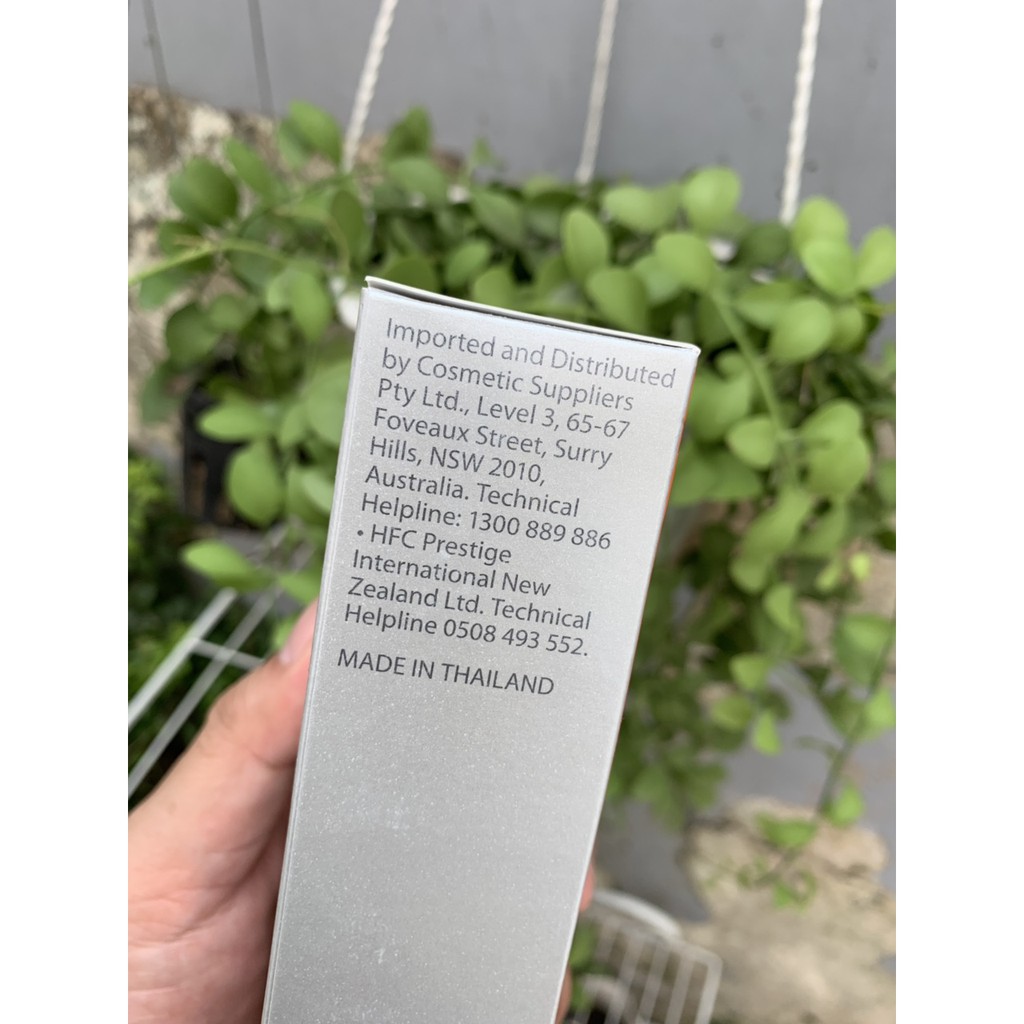 Imported and Distributed
by Cosmetic Suppliers
Pty Ltd., Level 3, 65-67
Foveaux Street, Surry
Hills, NSW 2010,
Australia. Technical
Helpline: 1300 889 886
• HFC Prestige
International New
Zealand Ltd. Technical
Helpline 0508 493 552.
MADE IN THAILAND